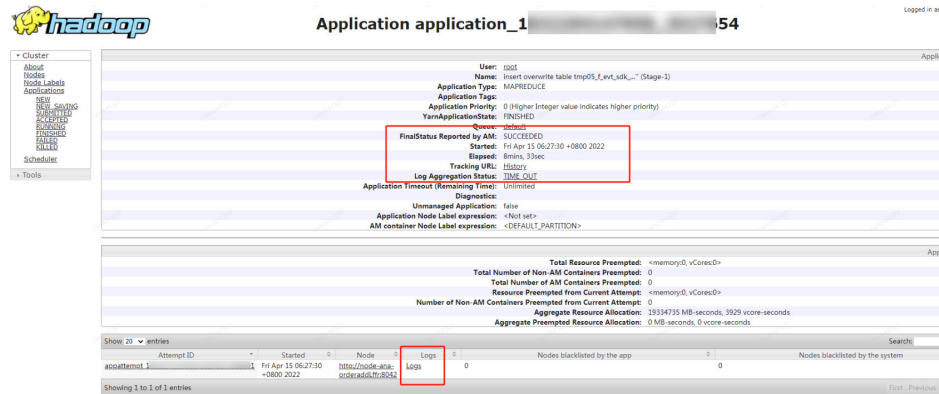 Logged in as
hadoop
Application application_1 54
Cluster
About
Nodes
Node Labels
Applications
NEW
NEW_SAVING
SUBMITTED
ACCEPTED
RUNNING
FINISHED
FAILED
KILLED
Scheduler
Tools
Applic
User: root
Name: insert overwrite table tmp05_f_evt_sdk_..." (Stage-1)
Application Type: MAPREDUCE
Application Tags:
Application Priority: 0 (Higher Integer value indicates higher priority)
YarnApplicationState: FINISHED
Queue: default
FinalStatus Reported by AM: SUCCEEDED
Started: Fri Apr 15 06:27:30 +0800 2022
Elapsed: 8mins, 33sec
Tracking URL: History
Log Aggregation Status: TIME_OUT
Application Timeout (Remaining Time): Unlimited
Diagnostics:
Unmanaged Application: false
Application Node Label expression: <Not set>
AM container Node Label expression: <DEFAULT_PARTITION>
App
Total Resource Preempted: <memory:0, vCores:0>
Total Number of Non-AM Containers Preempted: 0
Total Number of AM Containers Preempted: 0
Resource Preempted from Current Attempt: <memory:0, vCores:0>
Number of Non-AM Containers Preempted from Current Attempt: 0
Aggregate Resource Allocation: 19334735 MB-seconds, 3929 vcore-seconds
Aggregate Preempted Resource Allocation: 0 MB-seconds, 0 vcore-seconds
Show 20 entries Search:
Attempt ID Started Node Logs Nodes blacklisted by the app Nodes blacklisted by the system
appattempt_1 1 Fri Apr 15 06:27:30 http://node-ana- Logs 0 0
+0800 2022 orderaddLffr:8042
Showing 1 to 1 of 1 entries First Previous